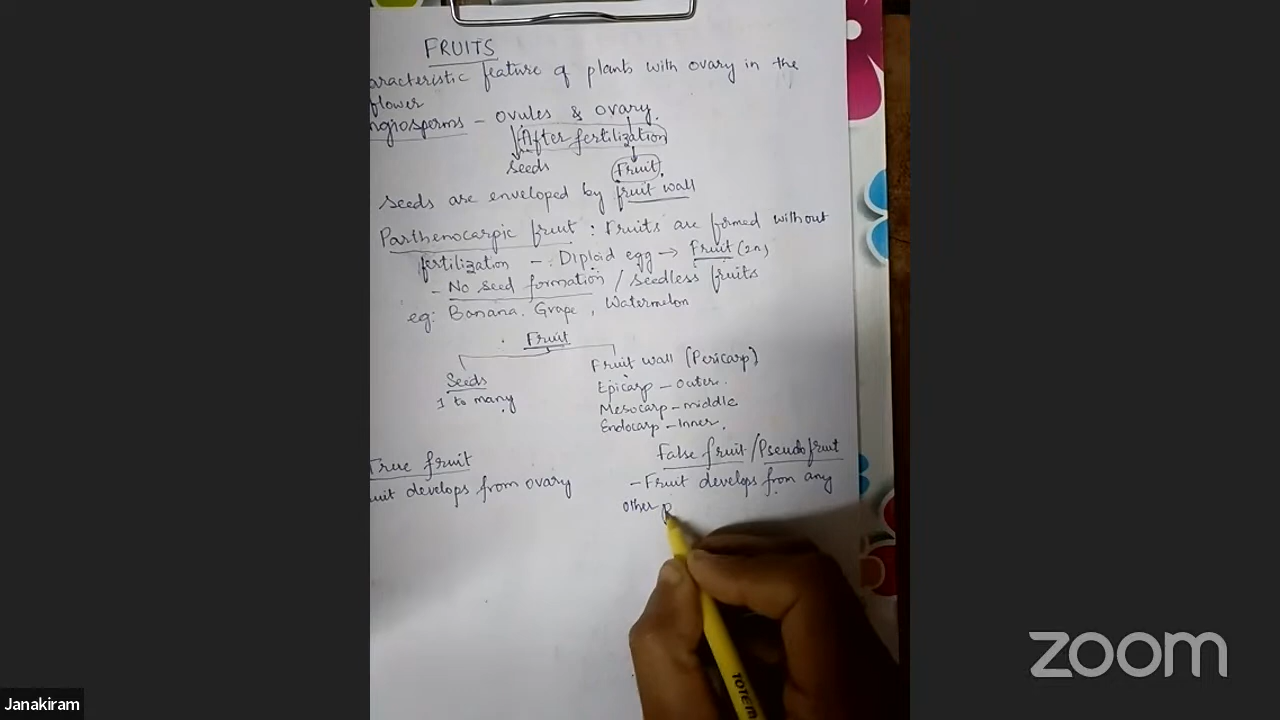 FRUITS
aracteristic feature of plants with ovary in the
flower
ngiosperms - ovules & ovary.
After fertilization
seeds Fruit.
seeds are enveloped by fruit wall
Parthenocarpic fruit : Fruits are formed without
fertilization - Diploid egg → Fruit (2n)
- No seed formation / seedless fruits
eg: Banana. Grape, Watermelon
Fruit
Seeds
1 to many
Fruit wall (Pericarp)
Epicarp - outer.
Mesocarp - middle
Endocarp - Inner.
True fruit
uit develops from ovary
False fruit / Pseudofruit
- Fruit develops from any
other p
TOTEM
zoom
Janakiram